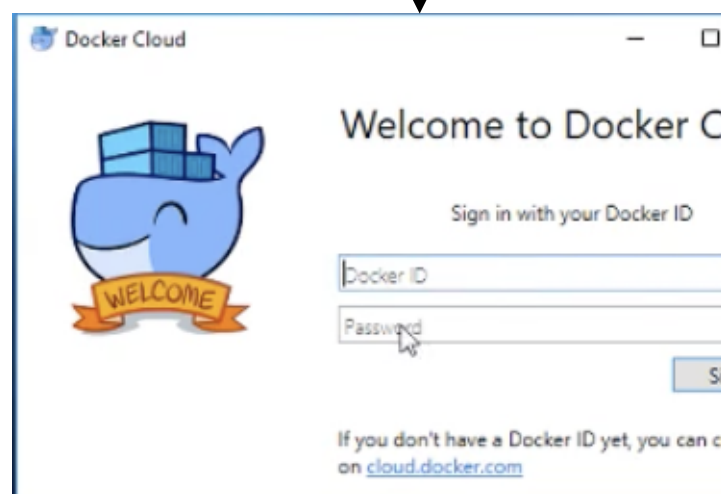 Docker Cloud
Welcome to Docker C
Sign in with your Docker ID
Docker ID
WELCOME
Password
Si
If you don't have a Docker ID yet, you can c
on cloud.docker.com